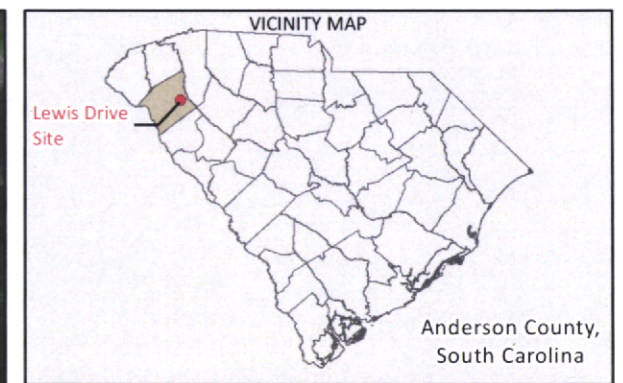 VICINITY MAP
Lewis Drive
Site
Anderson County,
South Carolina